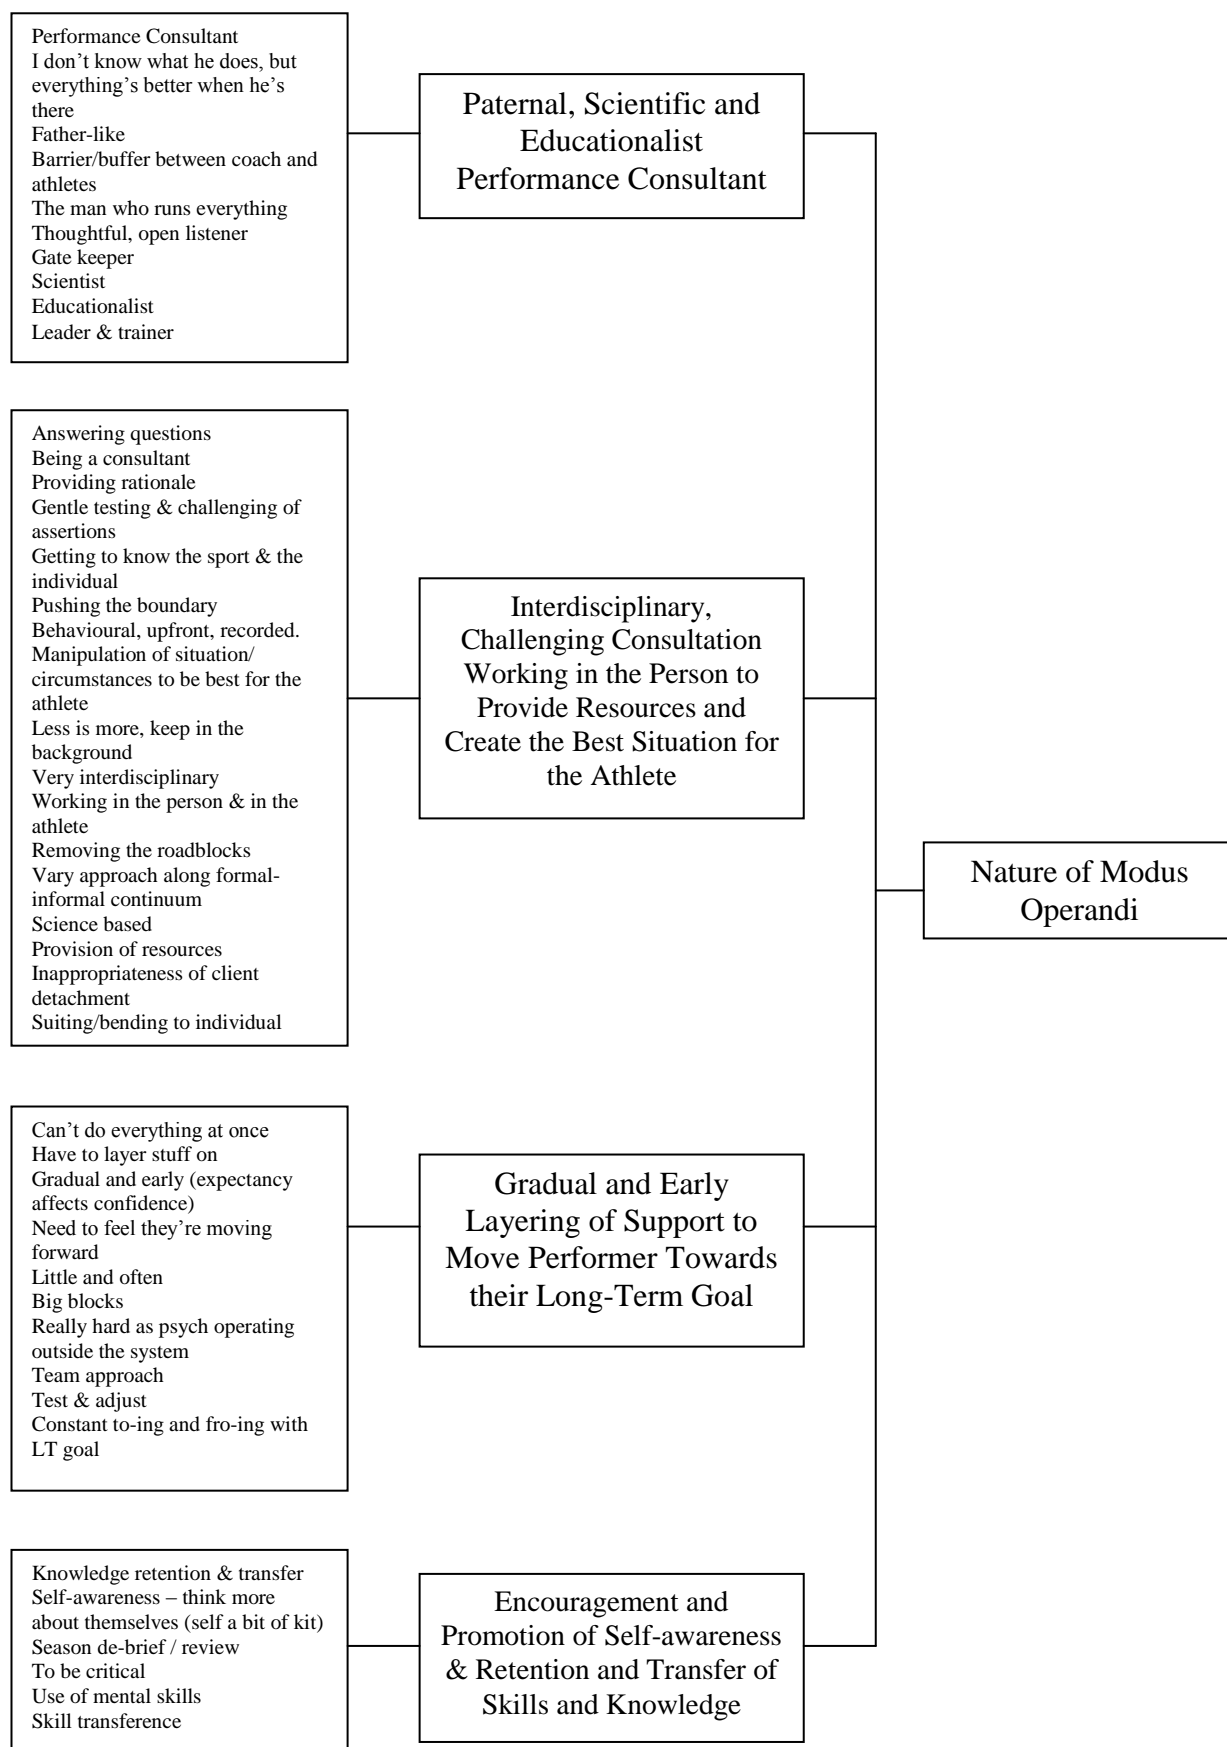 Performance Consultant
I don’t know what he does, but
everything’s better when he’s
there
Father-like
Barrier/buffer between coach and
athletes
The man who runs everything
Thoughtful, open listener
Gate keeper
Scientist
Educationalist
Leader & trainer
Paternal, Scientific and
Educationalist
Performance Consultant
Answering questions
Being a consultant
Providing rationale
Gentle testing & challenging of
assertions
Getting to know the sport & the
individual
Pushing the boundary
Behavioural, upfront, recorded.
Manipulation of situation/
circumstances to be best for the
athlete
Less is more, keep in the
background
Very interdisciplinary
Working in the person & in the
athlete
Removing the roadblocks
Vary approach along formal-
informal continuum
Science based
Provision of resources
Inappropriateness of client
detachment
Suiting/bending to individual
Interdisciplinary,
Challenging Consultation
Working in the Person to
Provide Resources and
Create the Best Situation for
the Athlete
Nature of Modus
Operandi
Can’t do everything at once
Have to layer stuff on
Gradual and early (expectancy
affects confidence)
Need to feel they’re moving
forward
Little and often
Big blocks
Really hard as psych operating
outside the system
Team approach
Test & adjust
Constant to-ing and fro-ing with
LT goal
Gradual and Early
Layering of Support to
Move Performer Towards
their Long-Term Goal
Knowledge retention & transfer
Self-awareness – think more
about themselves (self a bit of kit)
Season de-brief / review
To be critical
Use of mental skills
Skill transference
Encouragement and
Promotion of Self-awareness
& Retention and Transfer of
Skills and Knowledge